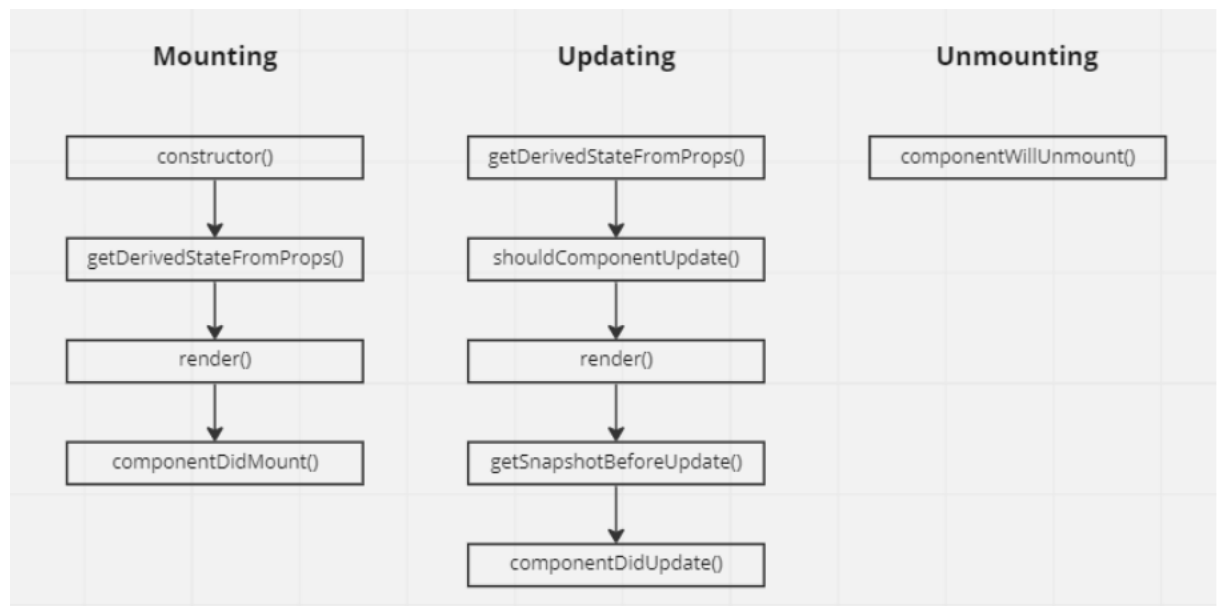 Mounting
constructor()
getDerivedStateFromProps()
render()
componentDidMount()
Updating
getDerivedStateFromProps()
shouldComponentUpdate()
render()
getSnapshotBeforeUpdate()
componentDidUpdate()
Unmounting
componentWillUnmount()